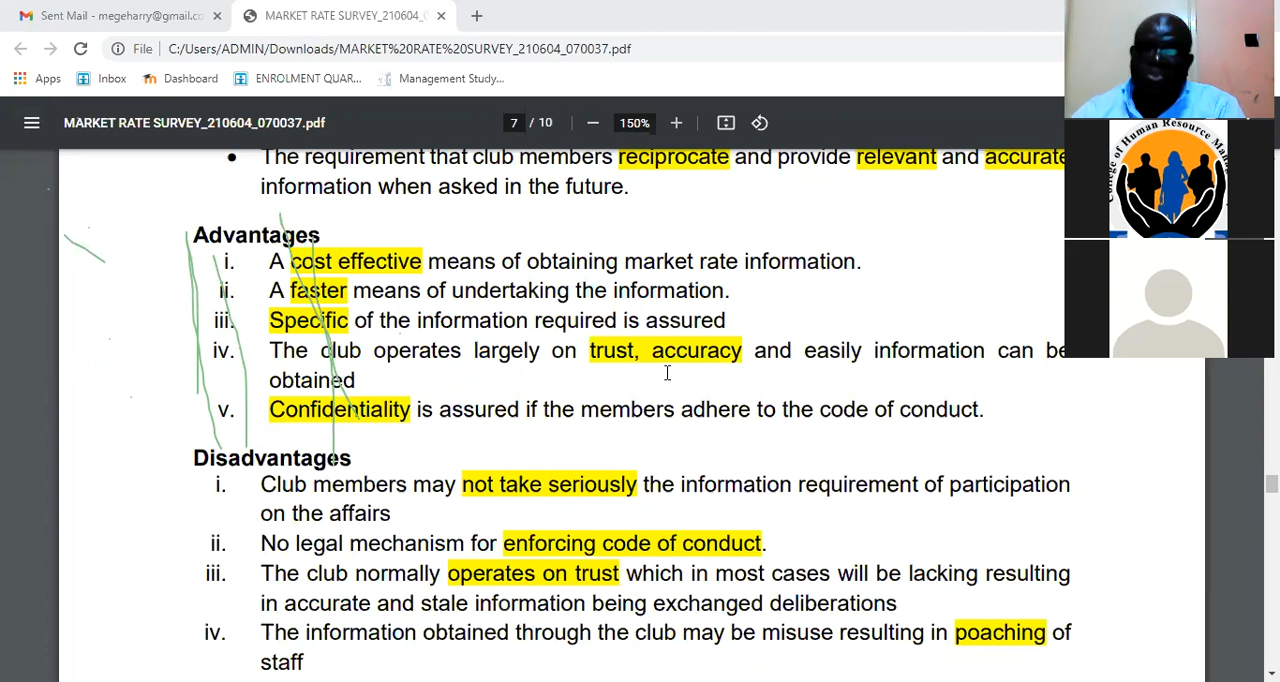 Sent Mail - megeharry@gmail.co
MARKET RATE SURVEY_210604_0
File
C:/Users/ADMIN/Downloads/MARKET%20RATE%20SURVEY_210604_070037.pdf
Apps
Inbox
Dashboard
ENROLMENT QUAR...
Management Study...
MARKET RATE SURVEY_210604_070037.pdf
7 / 10
150%
College of Human Resource Manag
• The requirement that club members reciprocate and provide relevant and accurate
information when asked in the future.
Advantages
i. A cost effective means of obtaining market rate information.
ii. A faster means of undertaking the information.
iii. Specific of the information required is assured
iv. The club operates largely on trust, accuracy and easily information can be
obtained
v. Confidentiality is assured if the members adhere to the code of conduct.
Disadvantages
i. Club members may not take seriously the information requirement of participation
on the affairs
ii. No legal mechanism for enforcing code of conduct.
iii. The club normally operates on trust which in most cases will be lacking resulting
in accurate and stale information being exchanged deliberations
iv. The information obtained through the club may be misuse resulting in poaching of
staff